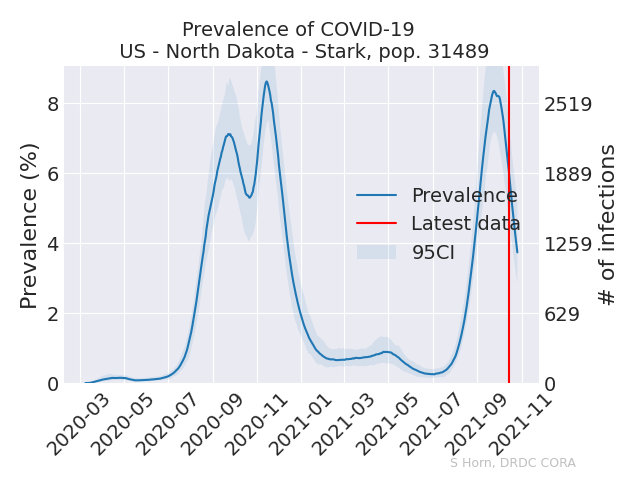 Prevalence of COVID-19
US - North Dakota - Stark, pop. 31489
Prevalence (%)
8
6
4
2
0
2519
1889
1259
629
0
# of infections
Prevalence
Latest data
95CI
2020-03
2020-05
2020-07
2020-09
2020-11
2021-01
2021-03
2021-05
2021-07
2021-09
2021-11
S Horn, DRDC CORA